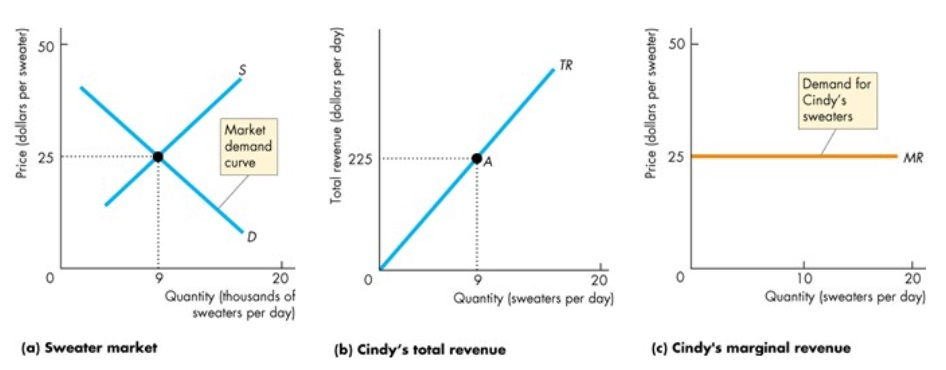 Price (dollars per sweater)
50
25
0
S
Market
demand
curve
D
9
20
Quantity (thousands of
sweaters per day)
(a) Sweater market
Total revenue (dollars per day)
225
0
TR
A
9
20
Quantity (sweaters per day)
(b) Cindy's total revenue
Price (dollars per sweater)
50
25
0
Demand for
Cindy's
sweaters
MR
10
20
Quantity (sweaters per day)
(c) Cindy's marginal revenue